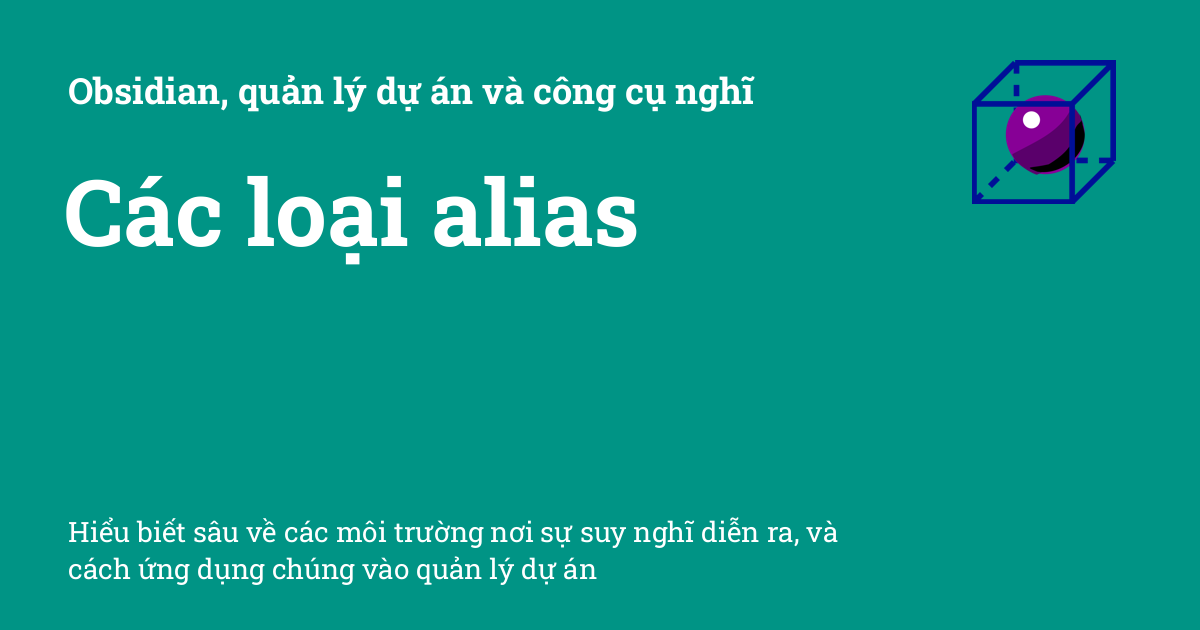 Obsidian, quản lý dự án và công cụ nghĩ
Các loại alias
Hiểu biết sâu về các môi trường nơi sự suy nghĩ diễn ra, và
cách ứng dụng chúng vào quản lý dự án